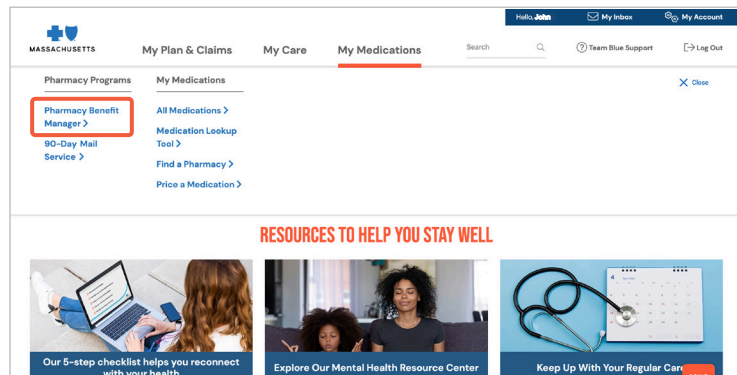 Hello, John
My Inbox
My Account
MASSACHUSETTS
My Plan & Claims
My Care
My Medications
Search
Team Blue Support
Log Out
Pharmacy Programs
My Medications
Close
Pharmacy Benefit
Manager >
90-Day Mail
Service >
All Medications >
Medication Lookup
Tool >
Find a Pharmacy >
Price a Medication >
RESOURCES TO HELP YOU STAY WELL
Our 5-step checklist helps you reconnect
with your health
Explore Our Mental Health Resource Center
Keep Up With Your Regular Care